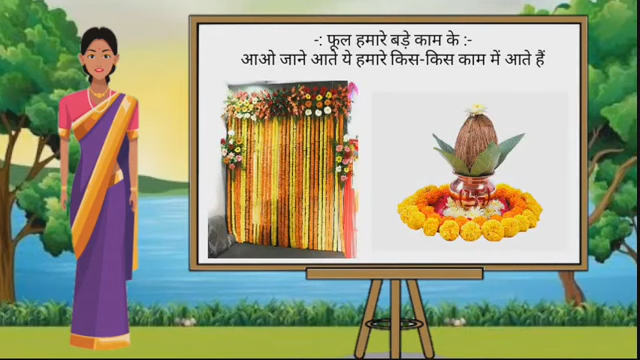 -: फूल हमारे बड़े काम के :-
आओ जाने आते ये हमारे किस-किस काम में आते हैं